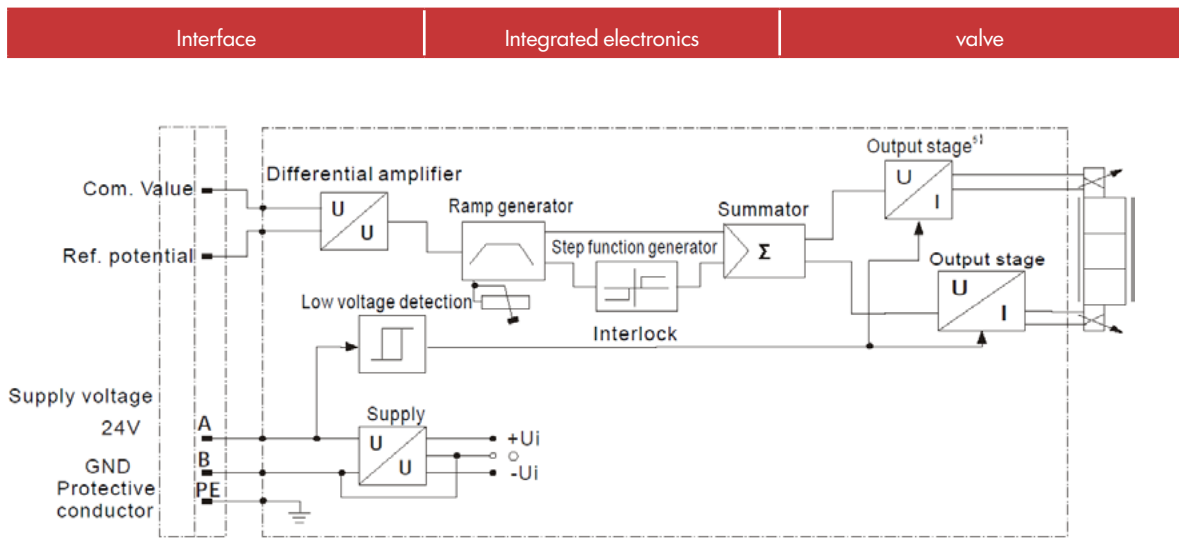 Interface
Integrated electronics
valve
Output stage⁵⁾
Differential amplifier
Com. Value
U
U
Ramp generator
Summator
U
I
Step function generator
Σ
Ref. potential
Output stage
Low voltage detection
U
I
Interlock
Supply voltage
24V
A
Supply
U
U
+Ui
B
GND
-Ui
Protective
conductor
PE